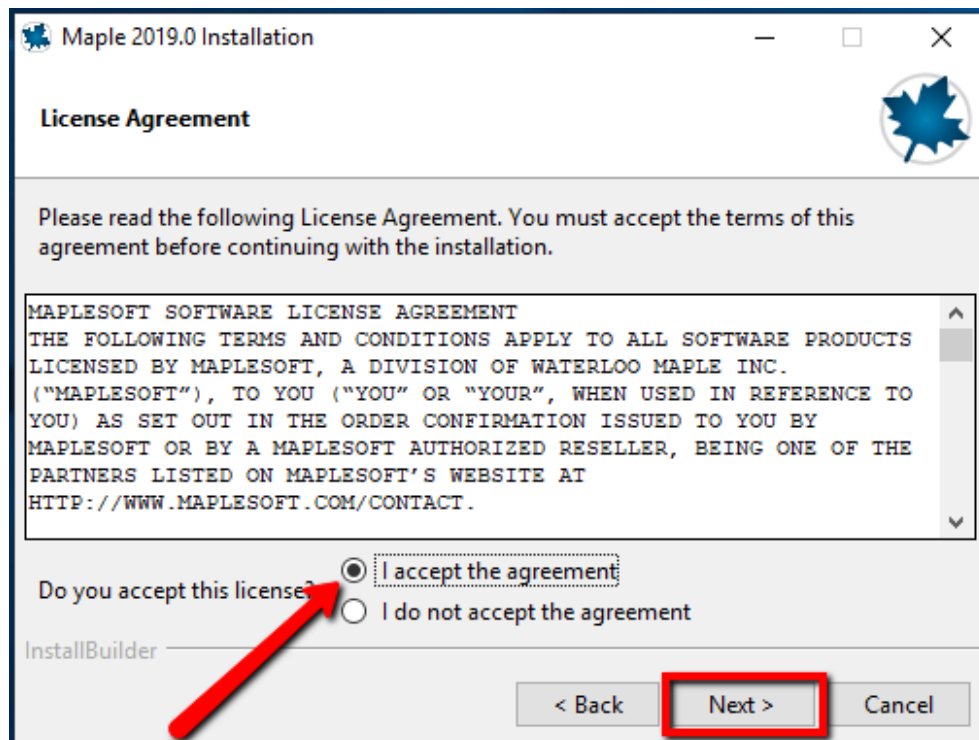 Maple 2019.0 Installation
License Agreement
Please read the following License Agreement. You must accept the terms of this
agreement before continuing with the installation.
MAPLESOFT SOFTWARE LICENSE AGREEMENT
THE FOLLOWING TERMS AND CONDITIONS APPLY TO ALL SOFTWARE PRODUCTS
LICENSED BY MAPLESOFT, A DIVISION OF WATERLOO MAPLE INC.
(“MAPLESOFT”), TO YOU (“YOU” OR “YOUR”, WHEN USED IN REFERENCE TO
YOU) AS SET OUT IN THE ORDER CONFIRMATION ISSUED TO YOU BY
MAPLESOFT OR BY A MAPLESOFT AUTHORIZED RESELLER, BEING ONE OF THE
PARTNERS LISTED ON MAPLESOFT’S WEBSITE AT
HTTP://WWW.MAPLESOFT.COM/CONTACT.
Do you accept this license?
I accept the agreement
I do not accept the agreement
InstallBuilder
< Back Next > Cancel